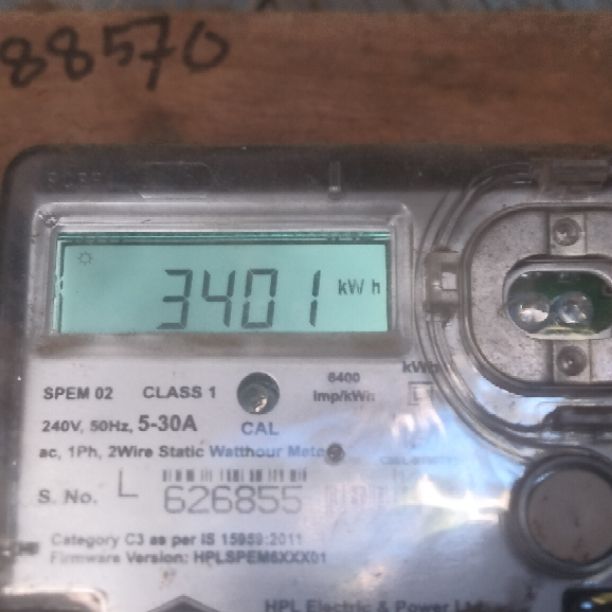 88570
3401 kWh
SPEM 02 CLASS 1
6400
Imp/kWh
kWh
240V, 50Hz, 5-30A
CAL
ac, 1Ph, 2Wire Static Watthour Meter
S. No. L 626855
Category C3 as per IS 15959:2011
Firmware Version: HPLSPEM6XXX01
HPL Electric & Power